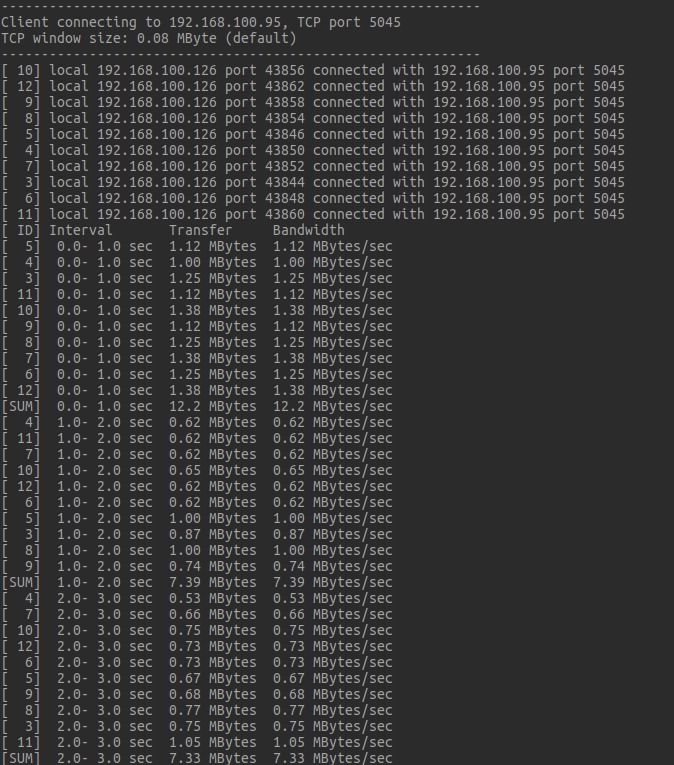 ------------------------------------------------------------
Client connecting to 192.168.100.95, TCP port 5045
TCP window size: 0.08 MByte (default)
------------------------------------------------------------
[ 10] local 192.168.100.126 port 43856 connected with 192.168.100.95 port 5045
[ 12] local 192.168.100.126 port 43862 connected with 192.168.100.95 port 5045
[  9] local 192.168.100.126 port 43858 connected with 192.168.100.95 port 5045
[  8] local 192.168.100.126 port 43854 connected with 192.168.100.95 port 5045
[  5] local 192.168.100.126 port 43846 connected with 192.168.100.95 port 5045
[  4] local 192.168.100.126 port 43850 connected with 192.168.100.95 port 5045
[  7] local 192.168.100.126 port 43852 connected with 192.168.100.95 port 5045
[  3] local 192.168.100.126 port 43844 connected with 192.168.100.95 port 5045
[  6] local 192.168.100.126 port 43848 connected with 192.168.100.95 port 5045
[ 11] local 192.168.100.126 port 43860 connected with 192.168.100.95 port 5045
[ ID] Interval       Transfer     Bandwidth
[  5]  0.0- 1.0 sec  1.12 MBytes  1.12 MBytes/sec
[  4]  0.0- 1.0 sec  1.00 MBytes  1.00 MBytes/sec
[  3]  0.0- 1.0 sec  1.25 MBytes  1.25 MBytes/sec
[ 11]  0.0- 1.0 sec  1.12 MBytes  1.12 MBytes/sec
[ 10]  0.0- 1.0 sec  1.38 MBytes  1.38 MBytes/sec
[  9]  0.0- 1.0 sec  1.12 MBytes  1.12 MBytes/sec
[  8]  0.0- 1.0 sec  1.25 MBytes  1.25 MBytes/sec
[  7]  0.0- 1.0 sec  1.38 MBytes  1.38 MBytes/sec
[  6]  0.0- 1.0 sec  1.25 MBytes  1.25 MBytes/sec
[ 12]  0.0- 1.0 sec  1.38 MBytes  1.38 MBytes/sec
[SUM]  0.0- 1.0 sec  12.2 MBytes  12.2 MBytes/sec
[  4]  1.0- 2.0 sec  0.62 MBytes  0.62 MBytes/sec
[ 11]  1.0- 2.0 sec  0.62 MBytes  0.62 MBytes/sec
[  7]  1.0- 2.0 sec  0.62 MBytes  0.62 MBytes/sec
[ 10]  1.0- 2.0 sec  0.65 MBytes  0.65 MBytes/sec
[ 12]  1.0- 2.0 sec  0.62 MBytes  0.62 MBytes/sec
[  6]  1.0- 2.0 sec  0.62 MBytes  0.62 MBytes/sec
[  5]  1.0- 2.0 sec  1.00 MBytes  1.00 MBytes/sec
[  3]  1.0- 2.0 sec  0.87 MBytes  0.87 MBytes/sec
[  8]  1.0- 2.0 sec  1.00 MBytes  1.00 MBytes/sec
[  9]  1.0- 2.0 sec  0.74 MBytes  0.74 MBytes/sec
[SUM]  1.0- 2.0 sec  7.39 MBytes  7.39 MBytes/sec
[  4]  2.0- 3.0 sec  0.53 MBytes  0.53 MBytes/sec
[  7]  2.0- 3.0 sec  0.66 MBytes  0.66 MBytes/sec
[ 10]  2.0- 3.0 sec  0.75 MBytes  0.75 MBytes/sec
[ 12]  2.0- 3.0 sec  0.73 MBytes  0.73 MBytes/sec
[  6]  2.0- 3.0 sec  0.73 MBytes  0.73 MBytes/sec
[  5]  2.0- 3.0 sec  0.67 MBytes  0.67 MBytes/sec
[  9]  2.0- 3.0 sec  0.68 MBytes  0.68 MBytes/sec
[  8]  2.0- 3.0 sec  0.77 MBytes  0.77 MBytes/sec
[  3]  2.0- 3.0 sec  0.75 MBytes  0.75 MBytes/sec
[ 11]  2.0- 3.0 sec  1.05 MBytes  1.05 MBytes/sec
[SUM]  2.0- 3.0 sec  7.33 MBytes  7.33 MBytes/sec